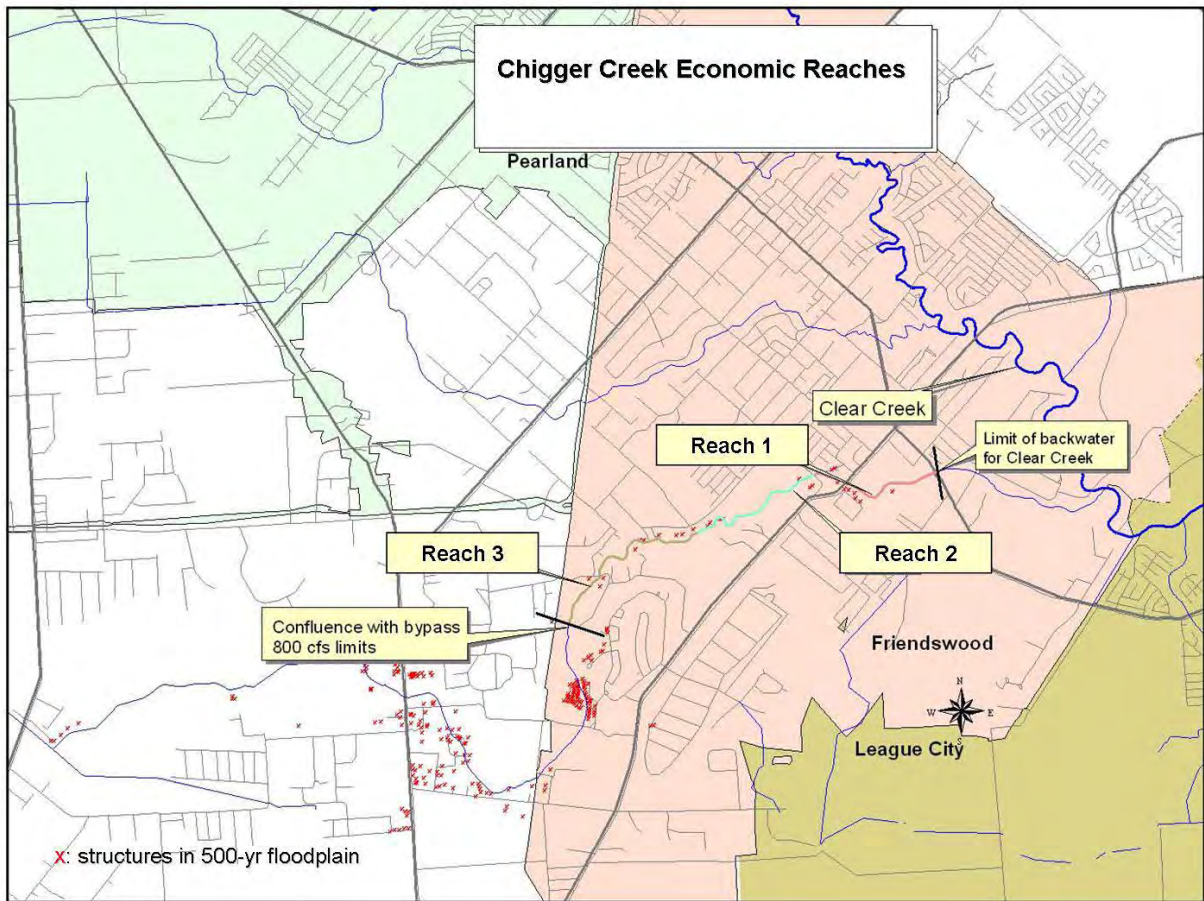 Chigger Creek Economic Reaches
Pearland
Clear Creek
Reach 1
Limit of backwater
for Clear Creek
Reach 3
Reach 2
Confluence with bypass
800 cfs limits
Friendswood
N
W E
S
League City
x: structures in 500-yr floodplain